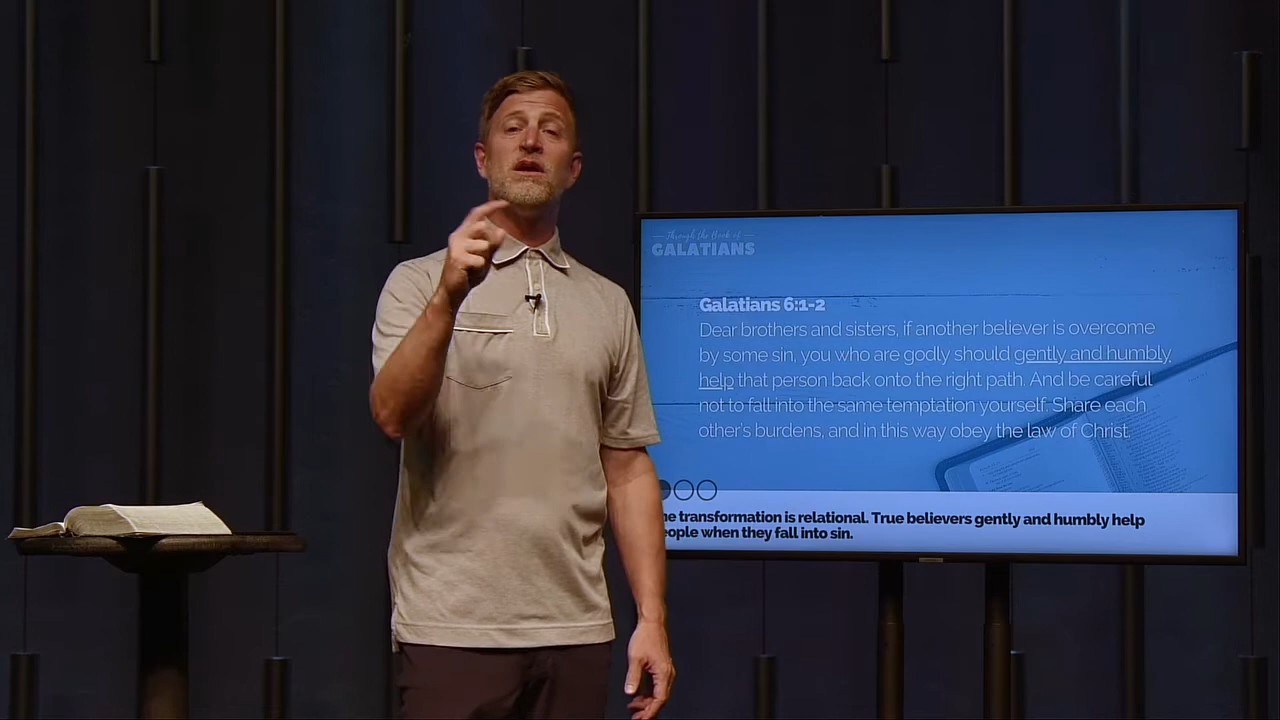 Through the Book of
GALATIANS
Galatians 6:1-2
Dear brothers and sisters, if another believer is overcome
by some sin, you who are godly should gently and humbly
help that person back onto the right path. And be careful
not to fall into the same temptation yourself. Share each
other's burdens, and in this way obey the law of Christ.
transformation is relational. True believers gently and humbly help
when they fall into sin.